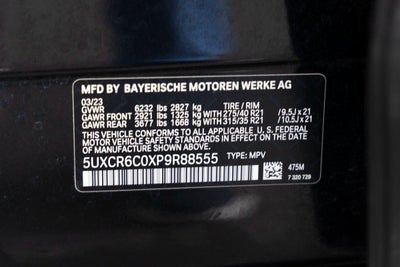 MFD BY BAYERISCHE MOTOREN WERKE AG
03/23
GVWR 6232 lbs 2827 kg TIRE / RIM
GAWR FRONT 2921 lbs 1325 kg 275/40 R21 /9.5J x 21
GAWR REAR 3677 lbs 1668 kg 315/35 R21 /10.5J x 21
THIS VEHICLE CONFORMS TO ALL APPLICABLE
FEDERAL MOTOR VEHICLE SAFETY STANDARDS IN EFFECT
ON THE DATE OF MANUFACTURE SHOWN ABOVE.
5UXCR6C0XP9R88555 TYPE: MPV
475M
7 320 729